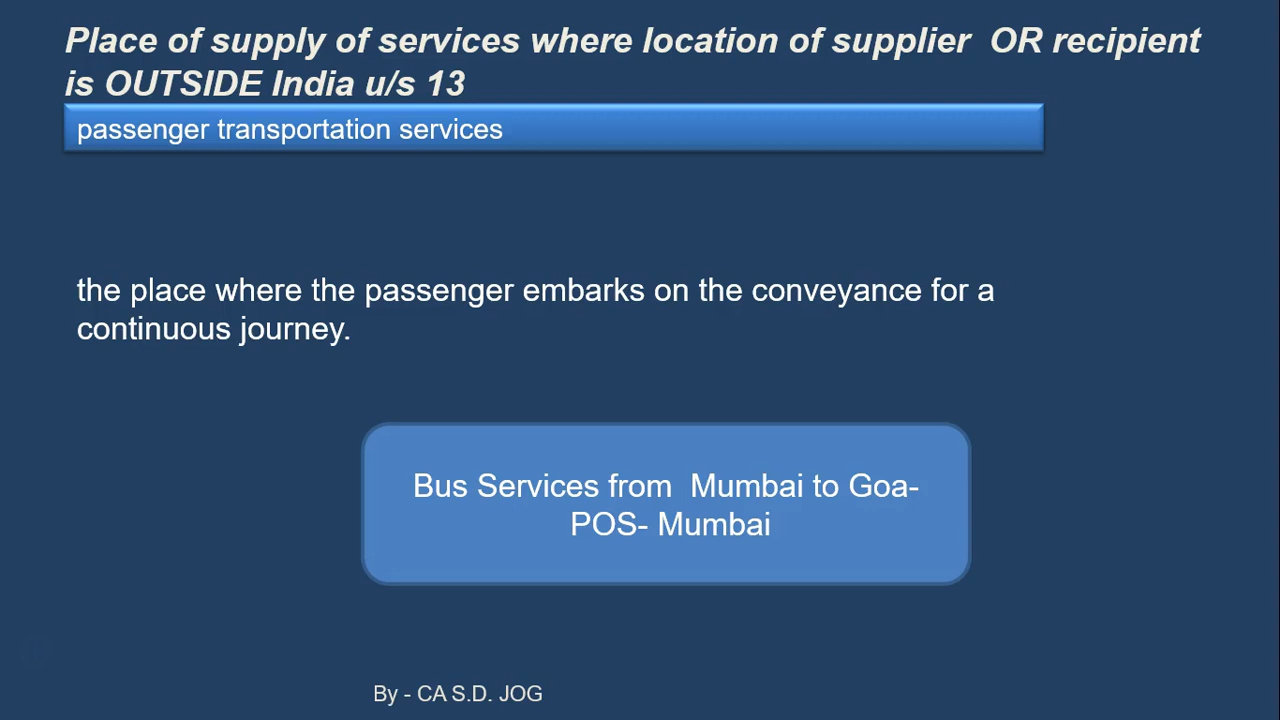 Place of supply of services where location of supplier OR recipient
is OUTSIDE India u/s 13
passenger transportation services
the place where the passenger embarks on the conveyance for a
continuous journey.
Bus Services from Mumbai to Goa-
POS- Mumbai
By - CA S.D. JOG